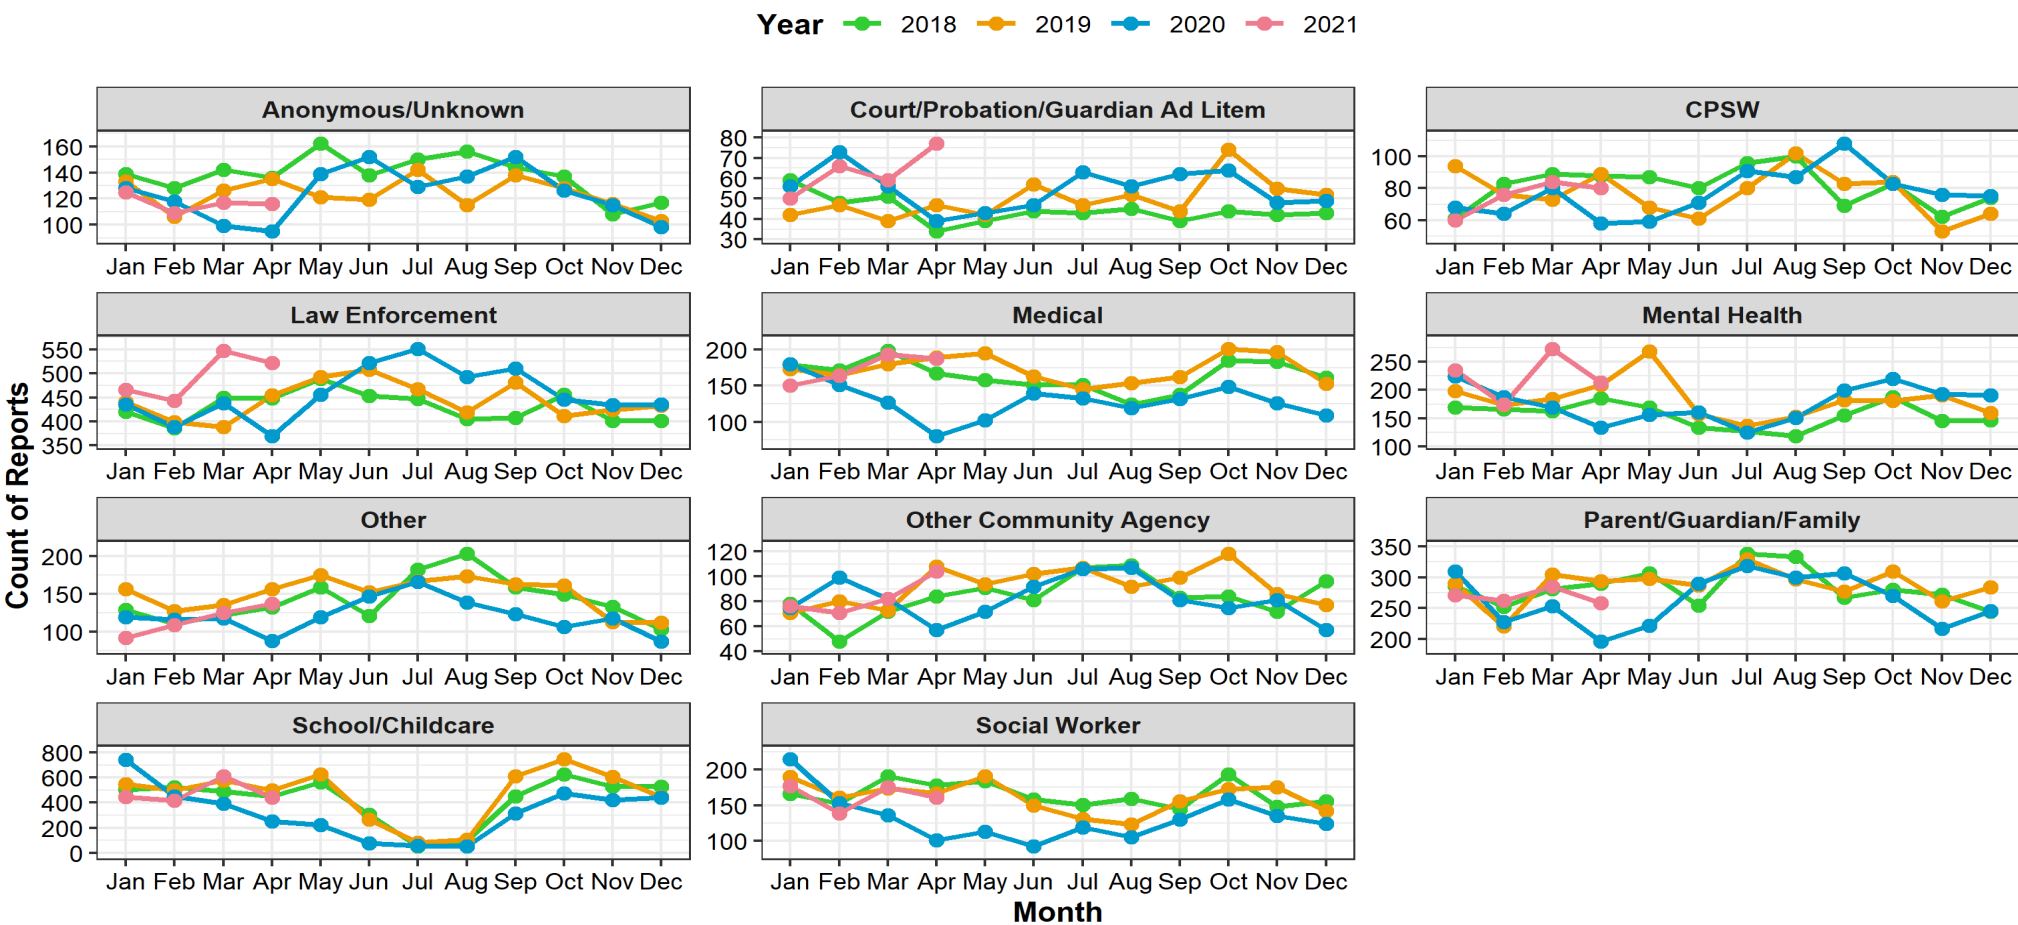 Year 2018 2019 2020 2021
Anonymous/Unknown
160
140
120
100
Jan Feb Mar Apr May Jun Jul Aug Sep Oct Nov Dec
Court/Probation/Guardian Ad Litem
80
70
60
50
40
30
Jan Feb Mar Apr May Jun Jul Aug Sep Oct Nov Dec
CPSW
100
80
60
Jan Feb Mar Apr May Jun Jul Aug Sep Oct Nov Dec
Law Enforcement
550
500
450
400
350
Jan Feb Mar Apr May Jun Jul Aug Sep Oct Nov Dec
Medical
200
150
100
Jan Feb Mar Apr May Jun Jul Aug Sep Oct Nov Dec
Mental Health
250
200
150
100
Jan Feb Mar Apr May Jun Jul Aug Sep Oct Nov Dec
Other
200
150
100
Jan Feb Mar Apr May Jun Jul Aug Sep Oct Nov Dec
Other Community Agency
120
100
80
60
40
Jan Feb Mar Apr May Jun Jul Aug Sep Oct Nov Dec
Parent/Guardian/Family
350
300
250
200
Jan Feb Mar Apr May Jun Jul Aug Sep Oct Nov Dec
School/Childcare
800
600
400
200
0
Jan Feb Mar Apr May Jun Jul Aug Sep Oct Nov Dec
Social Worker
200
150
100
Jan Feb Mar Apr May Jun Jul Aug Sep Oct Nov Dec
Count of Reports
Month